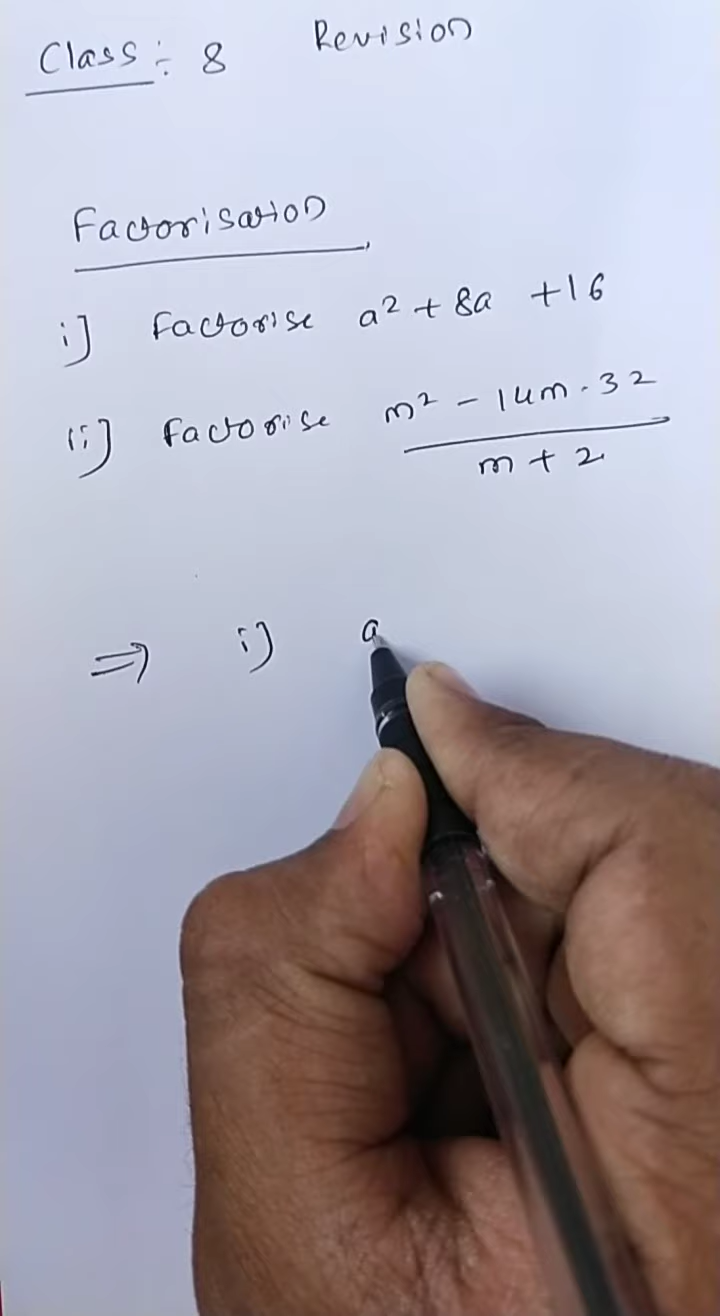 Class :- 8 Revision
Factorisation
i] Factorise a² + 8a + 16
ii] Factorise m² - 14m - 32
m + 2
⇒ i) a